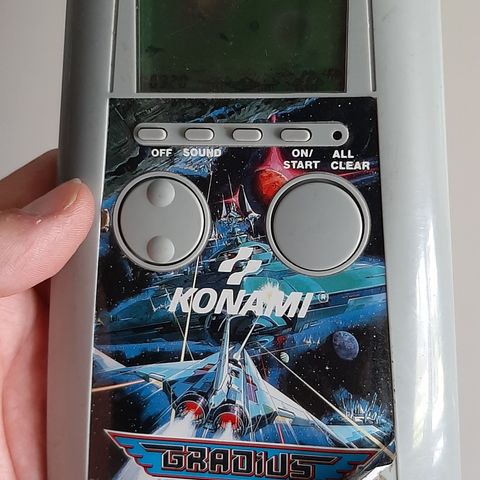 OFF SOUND ON/ ALL
START CLEAR
KONAMI®
GRADIUS